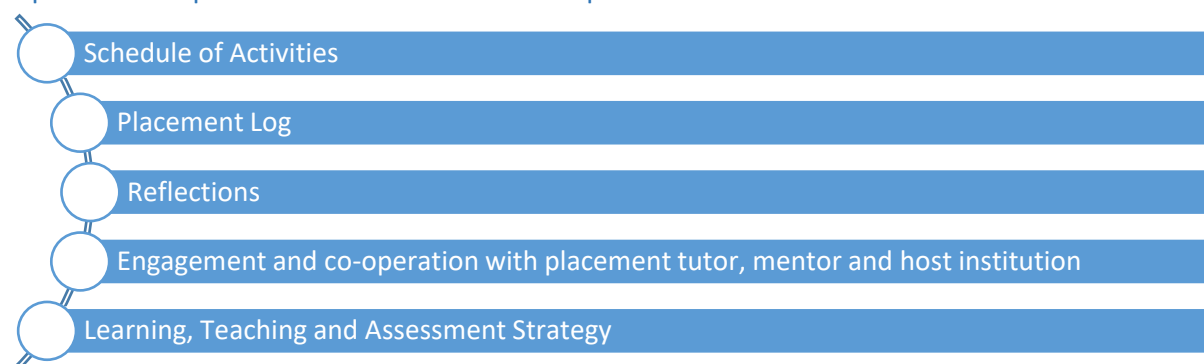 Schedule of Activities
Placement Log
Reflections
Engagement and co-operation with placement tutor, mentor and host institution
Learning, Teaching and Assessment Strategy